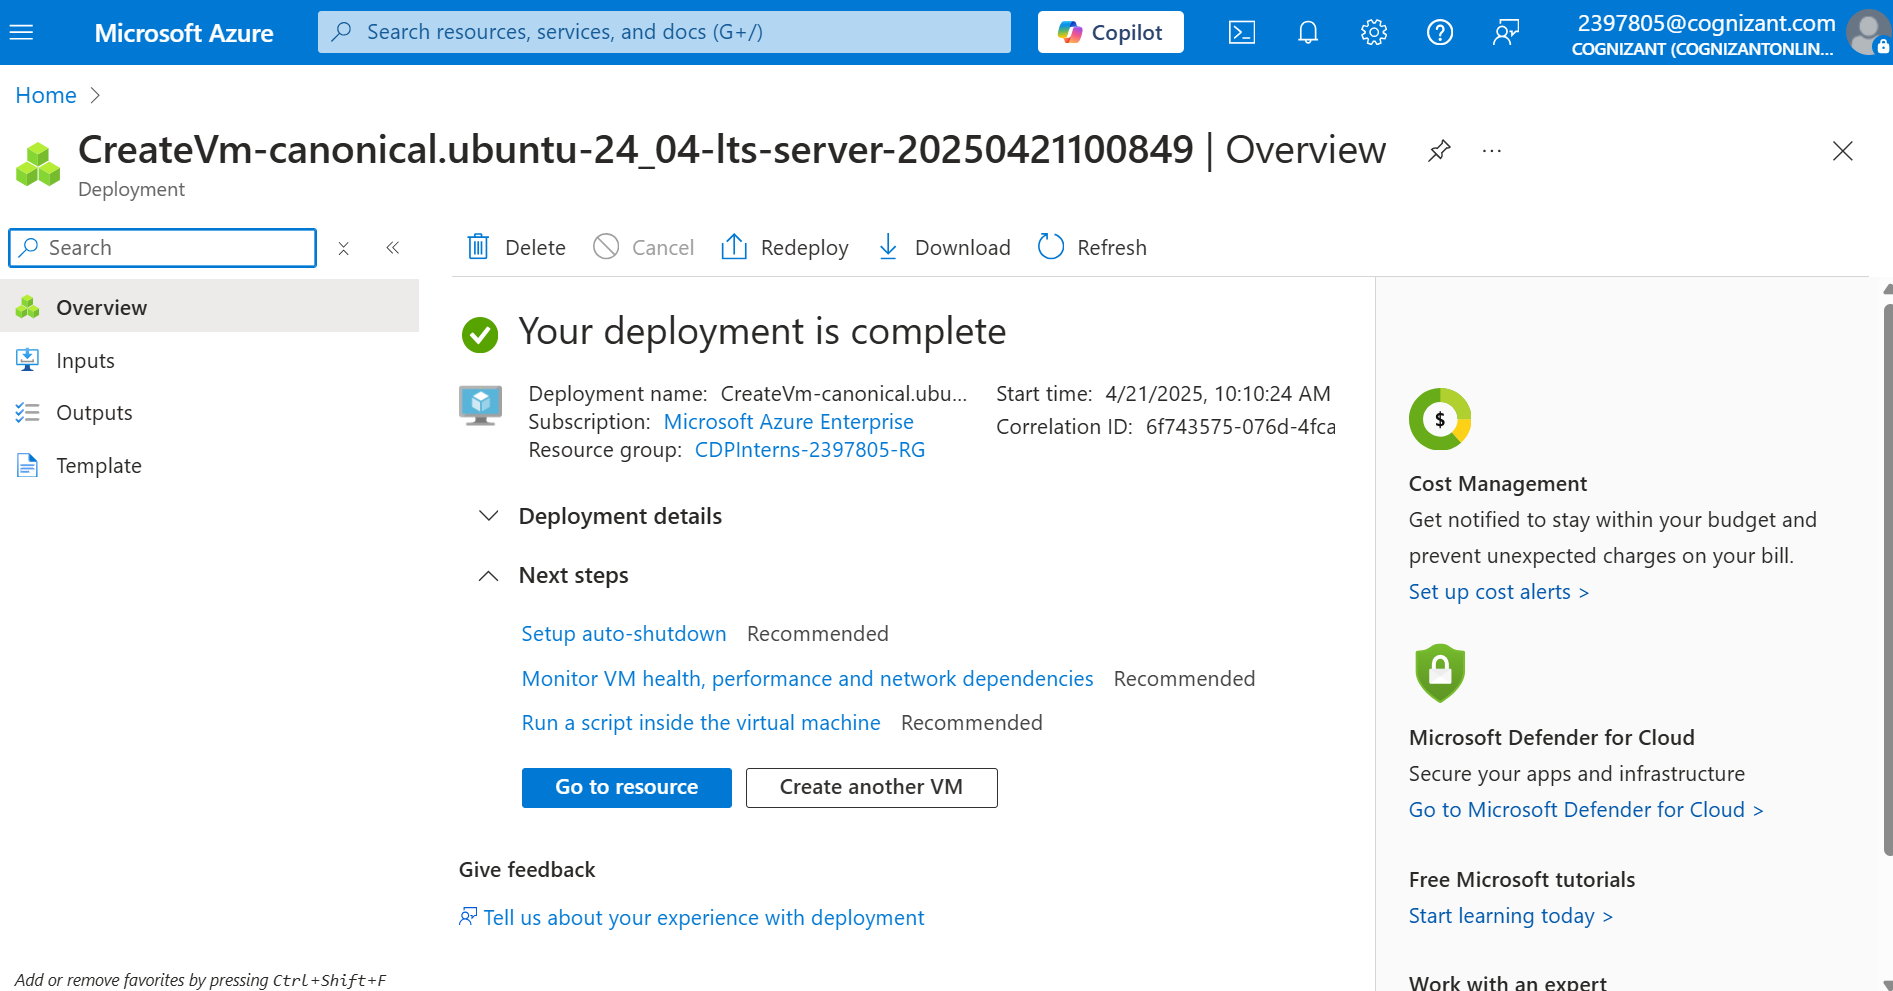 Microsoft Azure
Search resources, services, and docs (G+/)
Copilot
2397805@cognizant.com
COGNIZANT (COGNIZANTONLIN...
Home
CreateVm-canonical.ubuntu-24_04-lts-server-20250421100849 | Overview
Deployment
Search
Overview
Inputs
Outputs
Template
Add or remove favorites by pressing Ctrl+Shift+F
Delete
Cancel
Redeploy
Download
Refresh
Your deployment is complete
Deployment name: CreateVm-canonical.ubu...
Subscription: Microsoft Azure Enterprise
Resource group: CDPInterns-2397805-RG
Start time: 4/21/2025, 10:10:24 AM
Correlation ID: 6f743575-076d-4fca
Deployment details
Next steps
Setup auto-shutdown Recommended
Monitor VM health, performance and network dependencies Recommended
Run a script inside the virtual machine Recommended
Go to resource
Create another VM
Give feedback
Tell us about your experience with deployment
$
Cost Management
Get notified to stay within your budget and
prevent unexpected charges on your bill.
Set up cost alerts >
Microsoft Defender for Cloud
Secure your apps and infrastructure
Go to Microsoft Defender for Cloud >
Free Microsoft tutorials
Start learning today >
Work with an expert